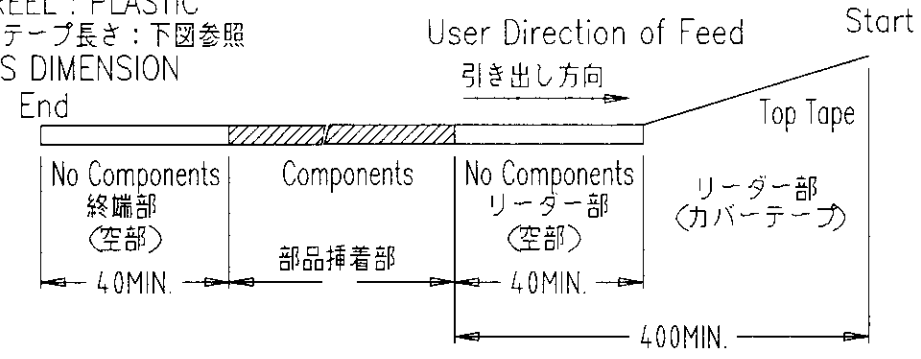 REEL : PLASTIC
テープ長さ : 下図参照
S DIMENSION
User Direction of Feed
Start
引き出し方向
End
Top Tape
No Components
終端部
(空部)
Components
部品挿着部
No Components
リーダー部
(空部)
リーダー部
(カバーテープ)
40MIN.
40MIN.
400MIN.